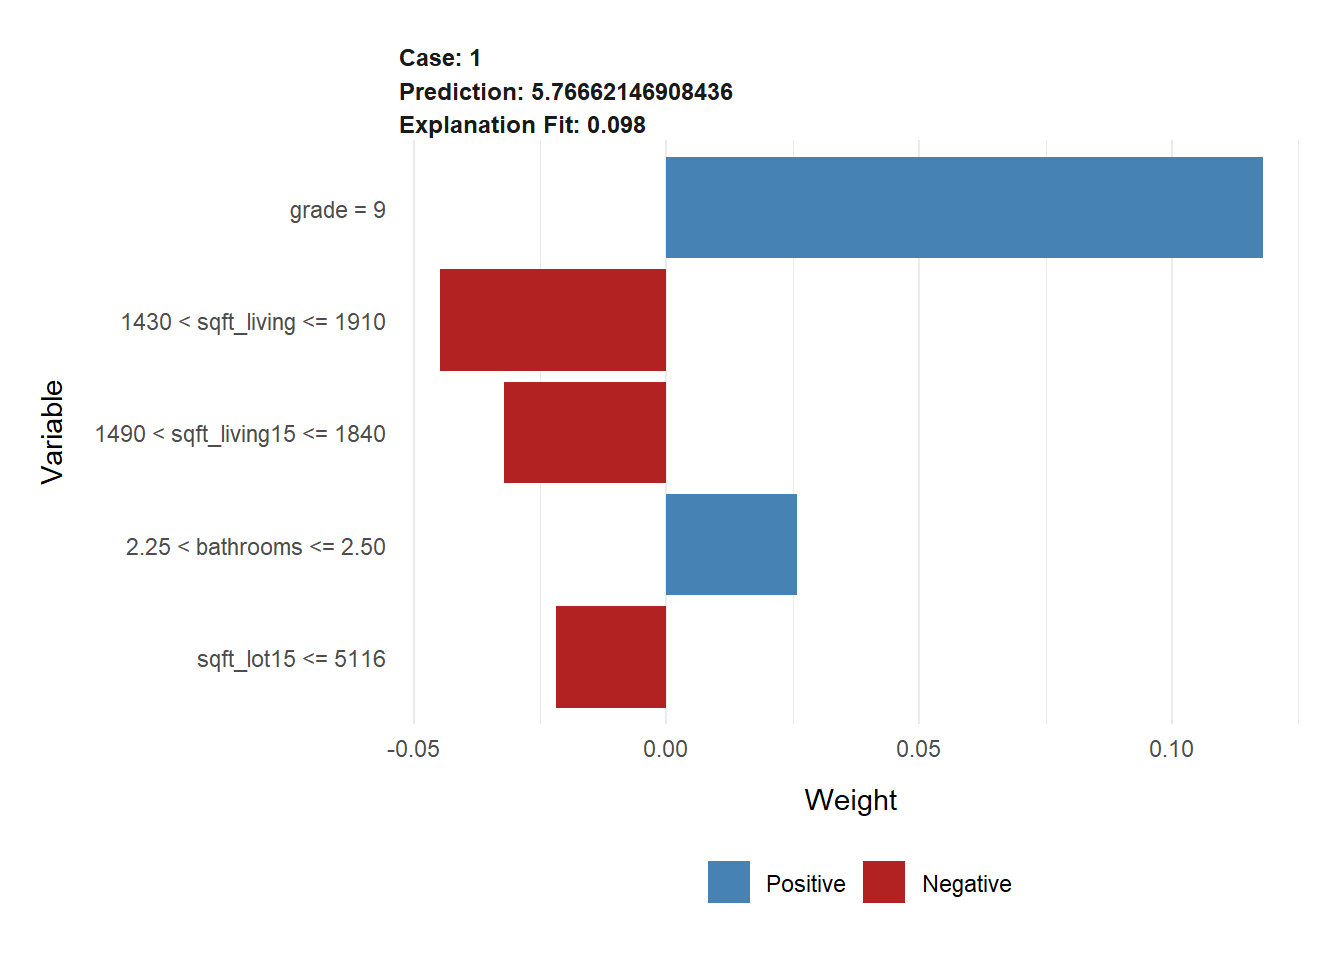 Case: 1
Prediction: 5.76662146908436
Explanation Fit: 0.098
grade = 9
1430 < sqft_living <= 1910
1490 < sqft_living15 <= 1840
2.25 < bathrooms <= 2.50
sqft_lot15 <= 5116
Variable
-0.05 0.00 0.05 0.10
Weight
Positive Negative